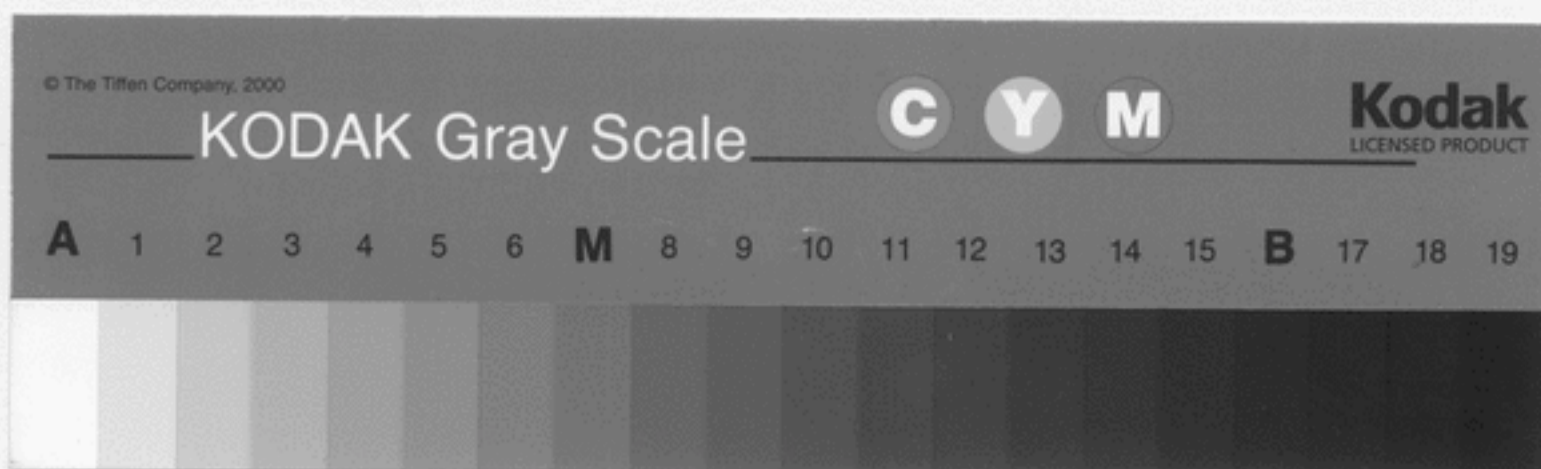 © The Tiffen Company, 2000
KODAK Gray Scale
C Y M
Kodak
LICENSED PRODUCT
A 1 2 3 4 5 6 M 8 9 10 11 12 13 14 15 B 17 18 19